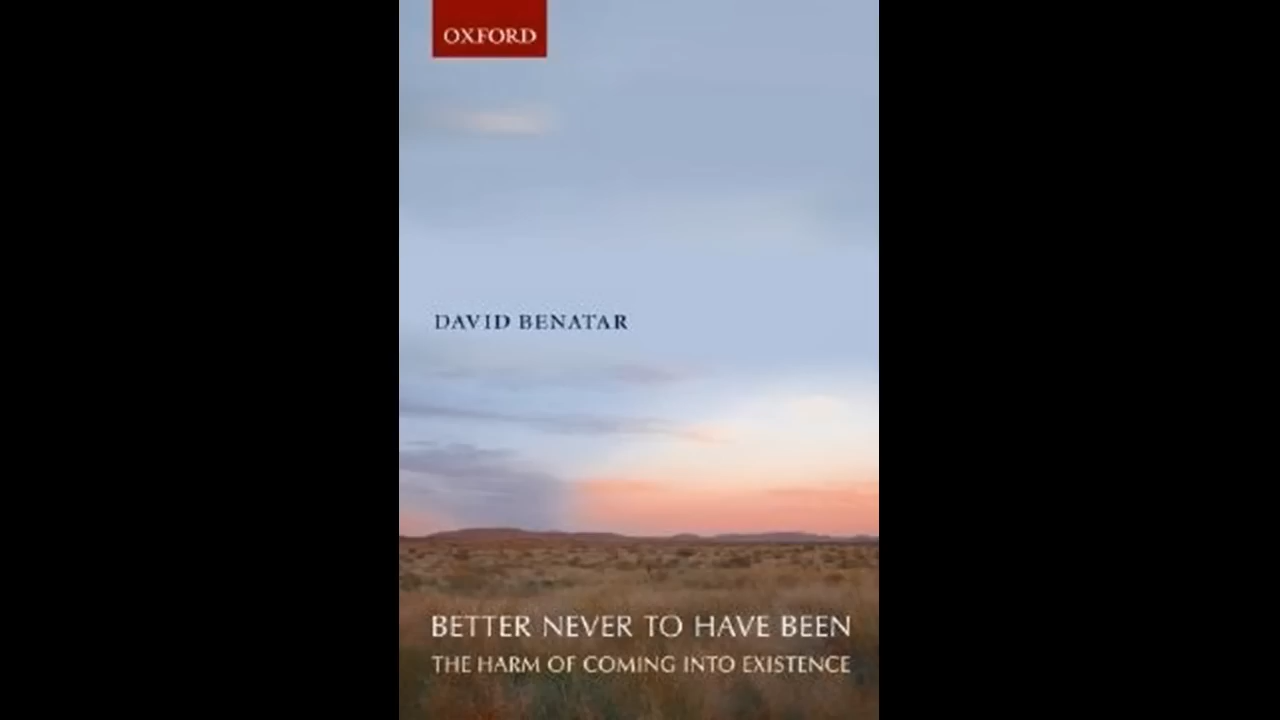 OXFORD
DAVID BENATAR
BETTER NEVER TO HAVE BEEN
THE HARM OF COMING INTO EXISTENCE